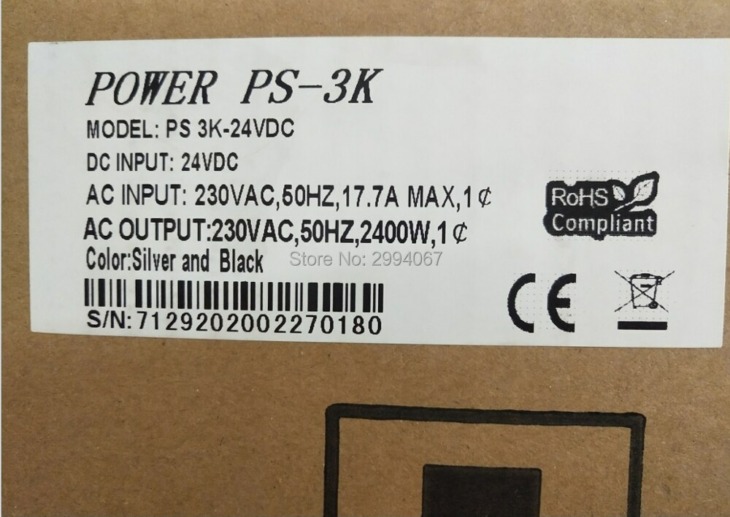 POWER PS-3K
MODEL: PS 3K-24VDC
DC INPUT: 24VDC
AC INPUT: 230VAC,50HZ,17.7A MAX,1¢
AC OUTPUT:230VAC,50HZ,2400W,1¢
Color:Silver and Black
Store No: 2994067
S/N:7129202002270180
RoHS
Compliant
CE